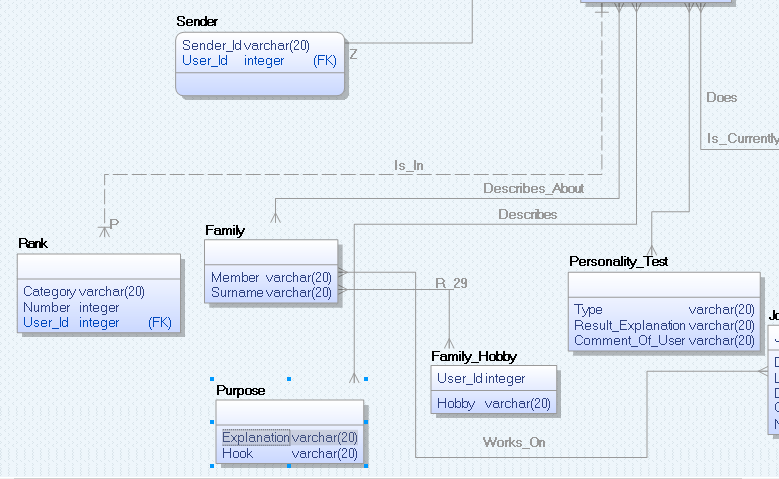 Sender
Sender_Id varchar(20)
User_Id integer (FK)
Z
Does
Is_Currently
Is_In
Describes_About
Describes
P
Rank
Category varchar(20)
Number integer
User_Id integer (FK)
Family
Member varchar(20)
Surname varchar(20)
R_29
Personality_Test
Type varchar(20)
Result_Explanation varchar(20)
Comment_Of_User varchar(20)
Family_Hobby
User_Id integer
Hobby varchar(20)
Purpose
Explanation varchar(20)
Hook varchar(20)
Works_On